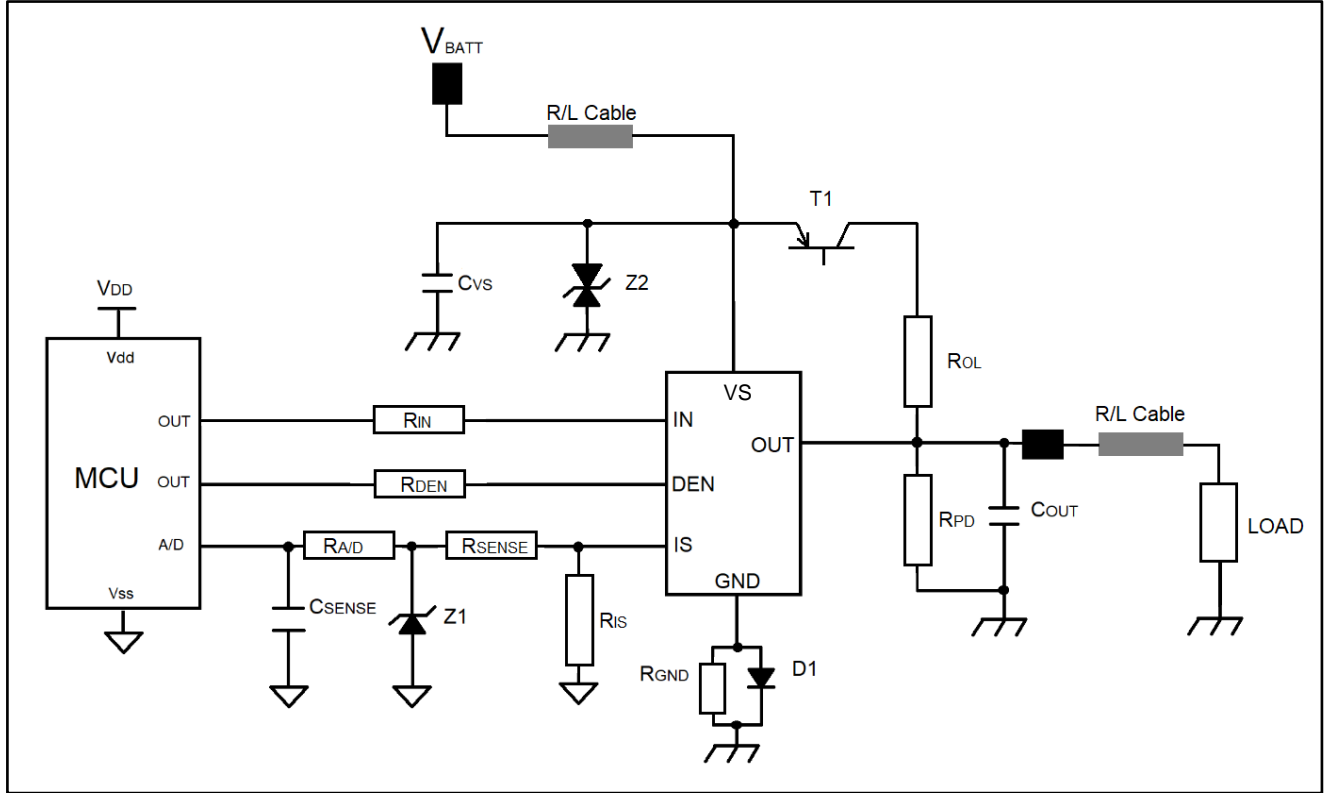 VBATT
R/L Cable
T1
CVS
Z2
VDD
Vdd
ROL
VS
OUT
RIN
IN
R/L Cable
OUT
MCU
OUT
RDEN
DEN
RPD
COUT
LOAD
A/D
RA/D
RSENSE
IS
GND
Vss
CSENSE
Z1
RIS
RGND
D1